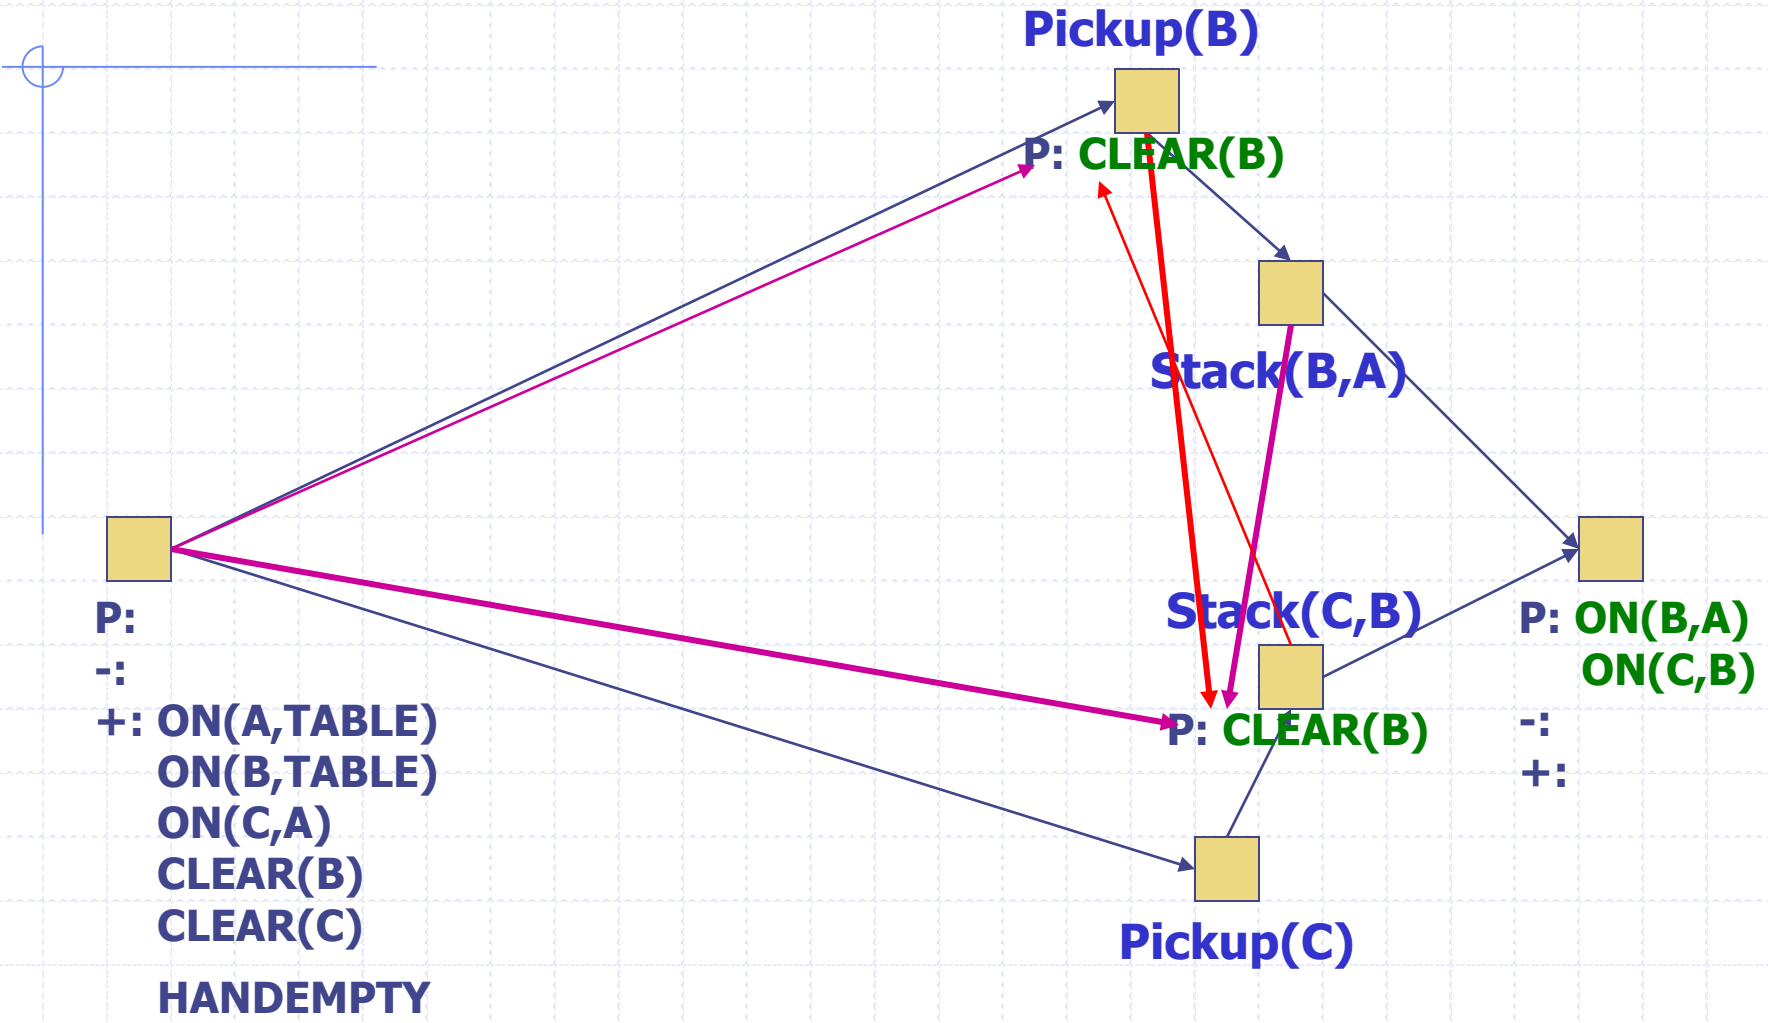 Pickup(B)
P: CLEAR(B)
Stack(B,A)
Stack(C,B)
P: CLEAR(B)
Pickup(C)
P:
-:
+: ON(A,TABLE)
ON(B,TABLE)
ON(C,A)
CLEAR(B)
CLEAR(C)
HANDEMPTY
P: ON(B,A)
ON(C,B)
-:
+: